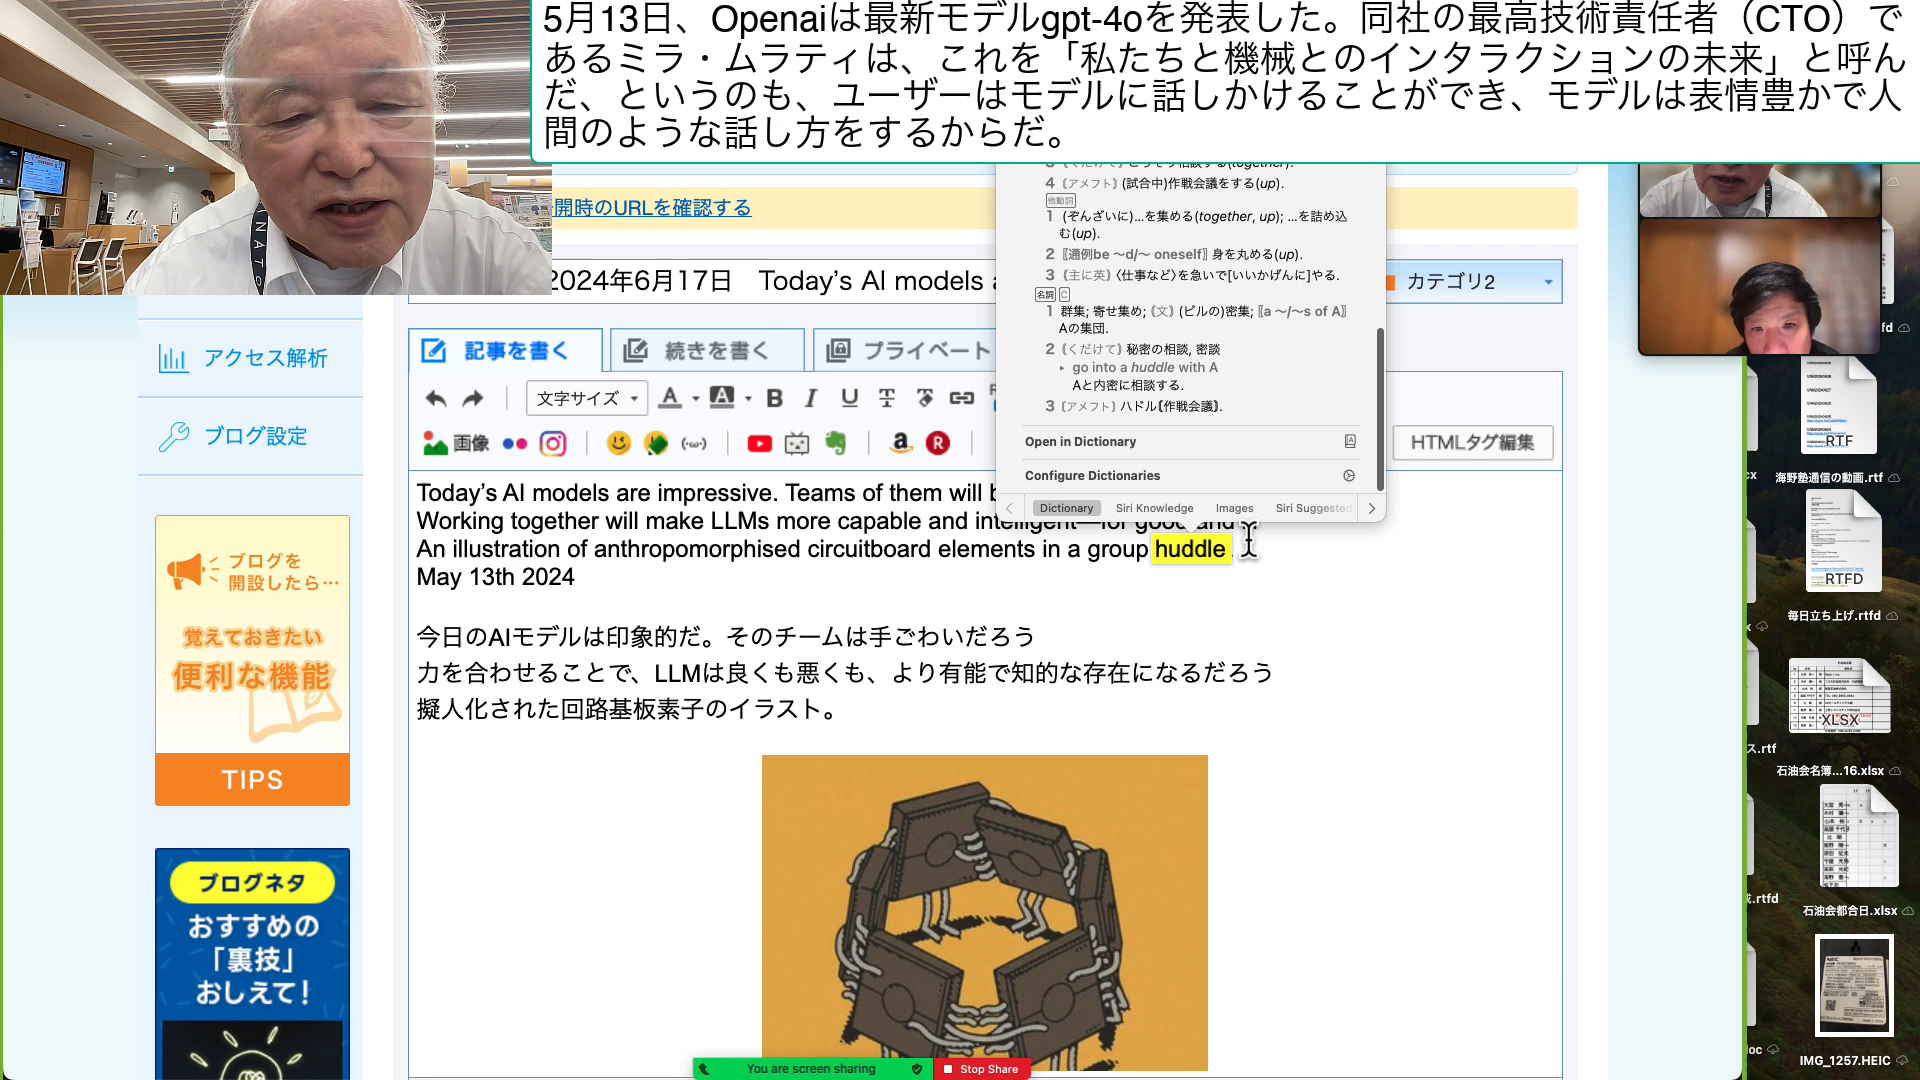 5月13日、Openaiは最新モデルgpt-4oを発表した。同社の最高技術責任者（CTO）で
あるミラ・ムラティは、これを「私たちと機械とのインタラクションの未来」と呼ん
だ、というのも、ユーザーはモデルに話しかけることができ、モデルは表情豊かで人
間のような話し方をするからだ。
開時のURLを確認する
2024年6月17日　Today's AI models
カテゴリ2
4 〔アメフト〕(試合中)作戦会議をする(up).
他動詞
1 (ぞんざいに)…を集める(together, up); …を詰め込
む(up).
2 〖通例be ～d/～ oneself〗身を丸める(up).
3 〔主に英〕〈仕事など〉を急いで[いいかげんに]やる.
名詞 C
1 群集; 寄せ集め;〘文〙(ビルの)密集;〖a ～/～s of A〗
Aの集団.
2 〔くだけて〕秘密の相談, 密談
▸ go into a huddle with A
Aと内密に相談する.
3 〔アメフト〕ハドル〘作戦会議〙.
Open in Dictionary
Configure Dictionaries
Dictionary Siri Knowledge Images Siri Suggested
アクセス解析
ブログ設定
記事を書く
続きを書く
プライベート
文字サイズ
A A B I U T
画像
HTMLタグ編集
Today's AI models are impressive. Teams of them will
Working together will make LLMs more capable and intelligent—for good and
An illustration of anthropomorphised circuitboard elements in a group huddle
May 13th 2024
今日のAIモデルは印象的だ。そのチームは手ごわいだろう
力を合わせることで、LLMは良くも悪くも、より有能で知的な存在になるだろう
擬人化された回路基板素子のイラスト。
ブログを
開設したら…
覚えておきたい
便利な機能
TIPS
ブログネタ
おすすめの
「裏技」
おしえて!
You are screen sharing
Stop Share
RTF
海野塾通信の動画.rtf
RTFD
毎日立ち上げ.rtfd
XLSX
ス.rtf
石油会名簿...16.xlsx
.rtfd
石油会都合日.xlsx
IMG_1257.HEIC